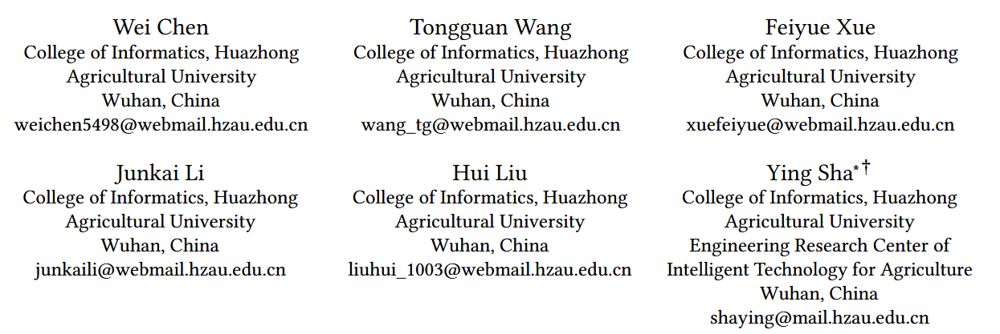 Wei Chen
College of Informatics, Huazhong
Agricultural University
Wuhan, China
weichen5498@webmail.hzau.edu.cn
Tongguan Wang
College of Informatics, Huazhong
Agricultural University
Wuhan, China
wang_tg@webmail.hzau.edu.cn
Feiyue Xue
College of Informatics, Huazhong
Agricultural University
Wuhan, China
xuefeiyue@webmail.hzau.edu.cn
Junkai Li
College of Informatics, Huazhong
Agricultural University
Wuhan, China
junkaili@webmail.hzau.edu.cn
Hui Liu
College of Informatics, Huazhong
Agricultural University
Wuhan, China
liuhui_1003@webmail.hzau.edu.cn
Ying Sha*†
College of Informatics, Huazhong
Agricultural University
Engineering Research Center of
Intelligent Technology for Agriculture
Wuhan, China
shaying@mail.hzau.edu.cn